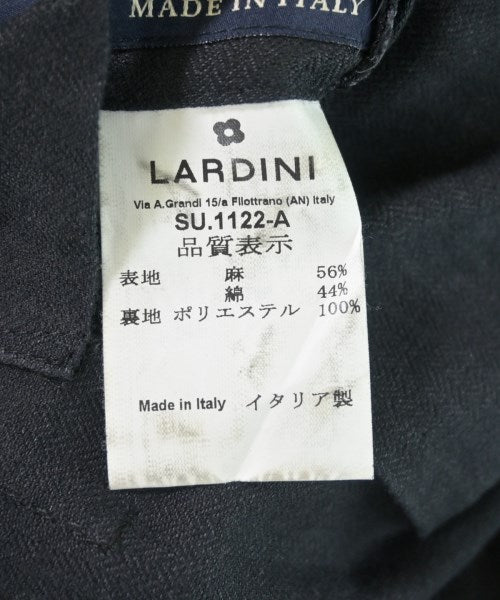 MADE IN ITALY
LARDINI
Via A.Grandi 15/a Filottrano (AN) Italy
SU.1122-A
品質表示
表地 麻 56%
綿 44%
裏地 ポリエステル 100%
Made in Italy イタリア製